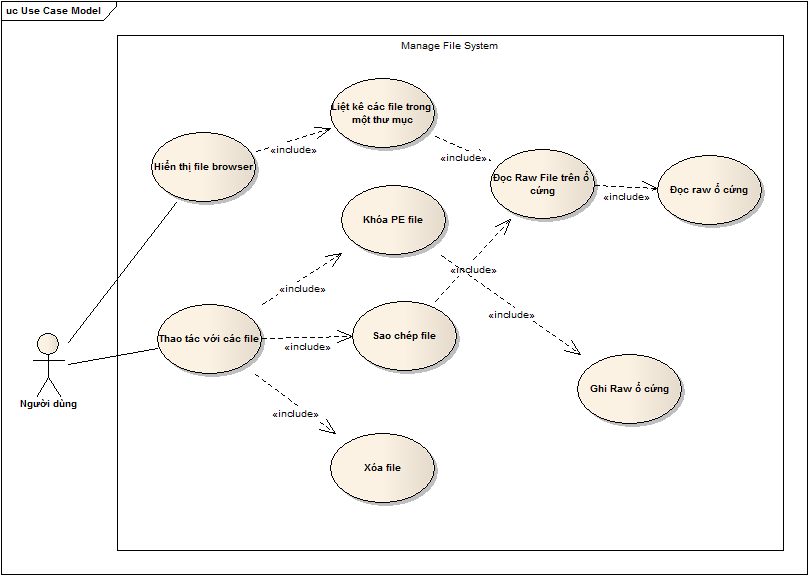 uc Use Case Model
Manage File System
Liệt kê các file trong
một thư mục
«include»
Hiển thị file browser
«include»
Đọc Raw File trên ổ
cứng
Đọc raw ổ cứng
«include»
Khóa PE file
«include»
«include»
«include»
Thao tác với các file
Sao chép file
«include»
Ghi Raw ổ cứng
Người dùng
«include»
Xóa file